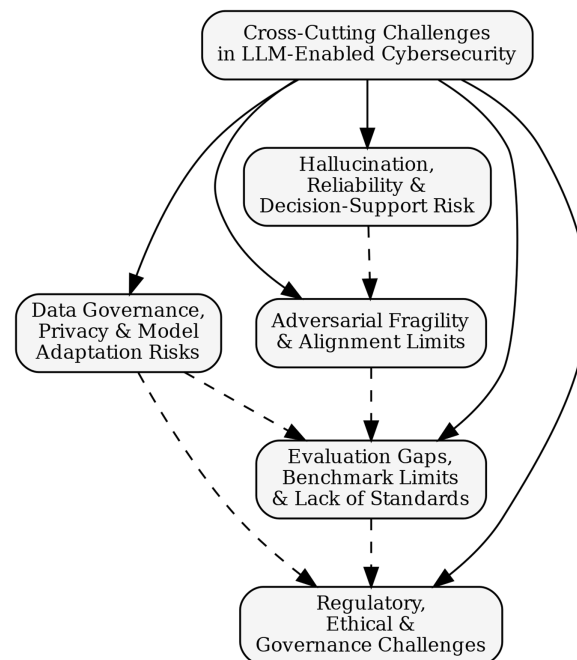 Cross-Cutting Challenges
in LLM-Enabled Cybersecurity
Hallucination,
Reliability &
Decision-Support Risk
Data Governance,
Privacy & Model
Adaptation Risks
Adversarial Fragility
& Alignment Limits
Evaluation Gaps,
Benchmark Limits
& Lack of Standards
Regulatory,
Ethical &
Governance Challenges